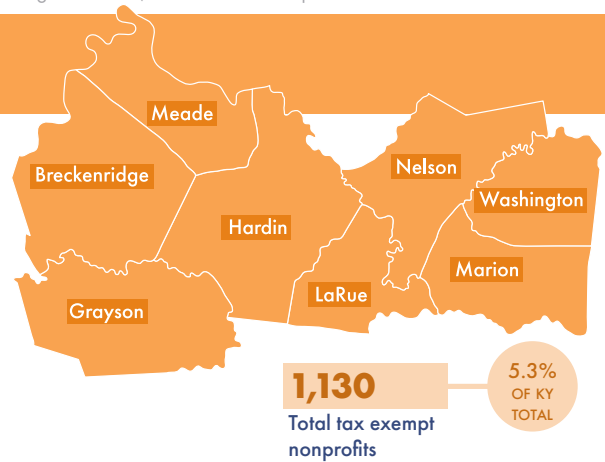 Meade
Breckenridge
Nelson
Washington
Hardin
Marion
LaRue
Grayson
1,130
Total tax exempt
nonprofits
5.3%
OF KY
TOTAL